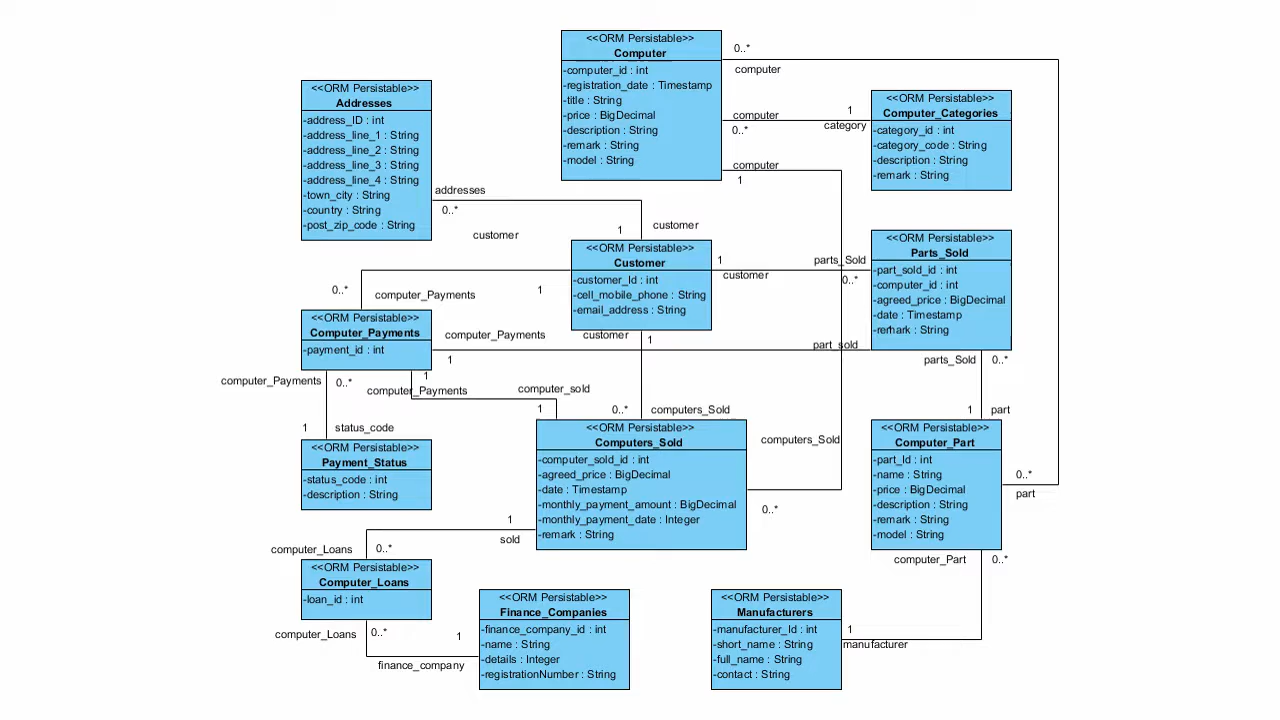 <<ORM Persistable>>
Computer
-computer_id : int
-registration_date : Timestamp
-title : String
-price : BigDecimal
-description : String
-remark : String
-model : String
0..*
computer
computer
0..*
1
category
computer
1
<<ORM Persistable>>
Computer_Categories
-category_id : int
-category_code : String
-description : String
-remark : String
<<ORM Persistable>>
Addresses
-address_ID : int
-address_line_1 : String
-address_line_2 : String
-address_line_3 : String
-address_line_4 : String
-town_city : String
-country : String
-post_zip_code : String
addresses
0..*
customer
1
customer
<<ORM Persistable>>
Customer
-customer_Id : int
-cell_mobile_phone : String
-email_address : String
1
customer
parts_Sold
0..*
<<ORM Persistable>>
Parts_Sold
-part_sold_id : int
-computer_id : int
-agreed_price : BigDecimal
-date : Timestamp
-remark : String
0..*
computer_Payments
1
<<ORM Persistable>>
Computer_Payments
-payment_id : int
computer_Payments
1
customer
1
part_sold
parts_Sold
0..*
computer_Payments
0..*
1
computer_Payments
computer_sold
1
0..*
computers_Sold
1
part
1
status_code
<<ORM Persistable>>
Payment_Status
-status_code : int
-description : String
<<ORM Persistable>>
Computers_Sold
-computer_sold_id : int
-agreed_price : BigDecimal
-date : Timestamp
-monthly_payment_amount : BigDecimal
-monthly_payment_date : Integer
-remark : String
computers_Sold
0..*
<<ORM Persistable>>
Computer_Part
-part_Id : int
-name : String
-price : BigDecimal
-description : String
-remark : String
-model : String
0..*
part
1
sold
computer_Loans
0..*
<<ORM Persistable>>
Computer_Loans
-loan_id : int
computer_Loans
0..*
1
finance_company
<<ORM Persistable>>
Finance_Companies
-finance_company_id : int
-name : String
-details : Integer
-registrationNumber : String
<<ORM Persistable>>
Manufacturers
-manufacturer_Id : int
-short_name : String
-full_name : String
-contact : String
computer_Part
0..*
1
manufacturer